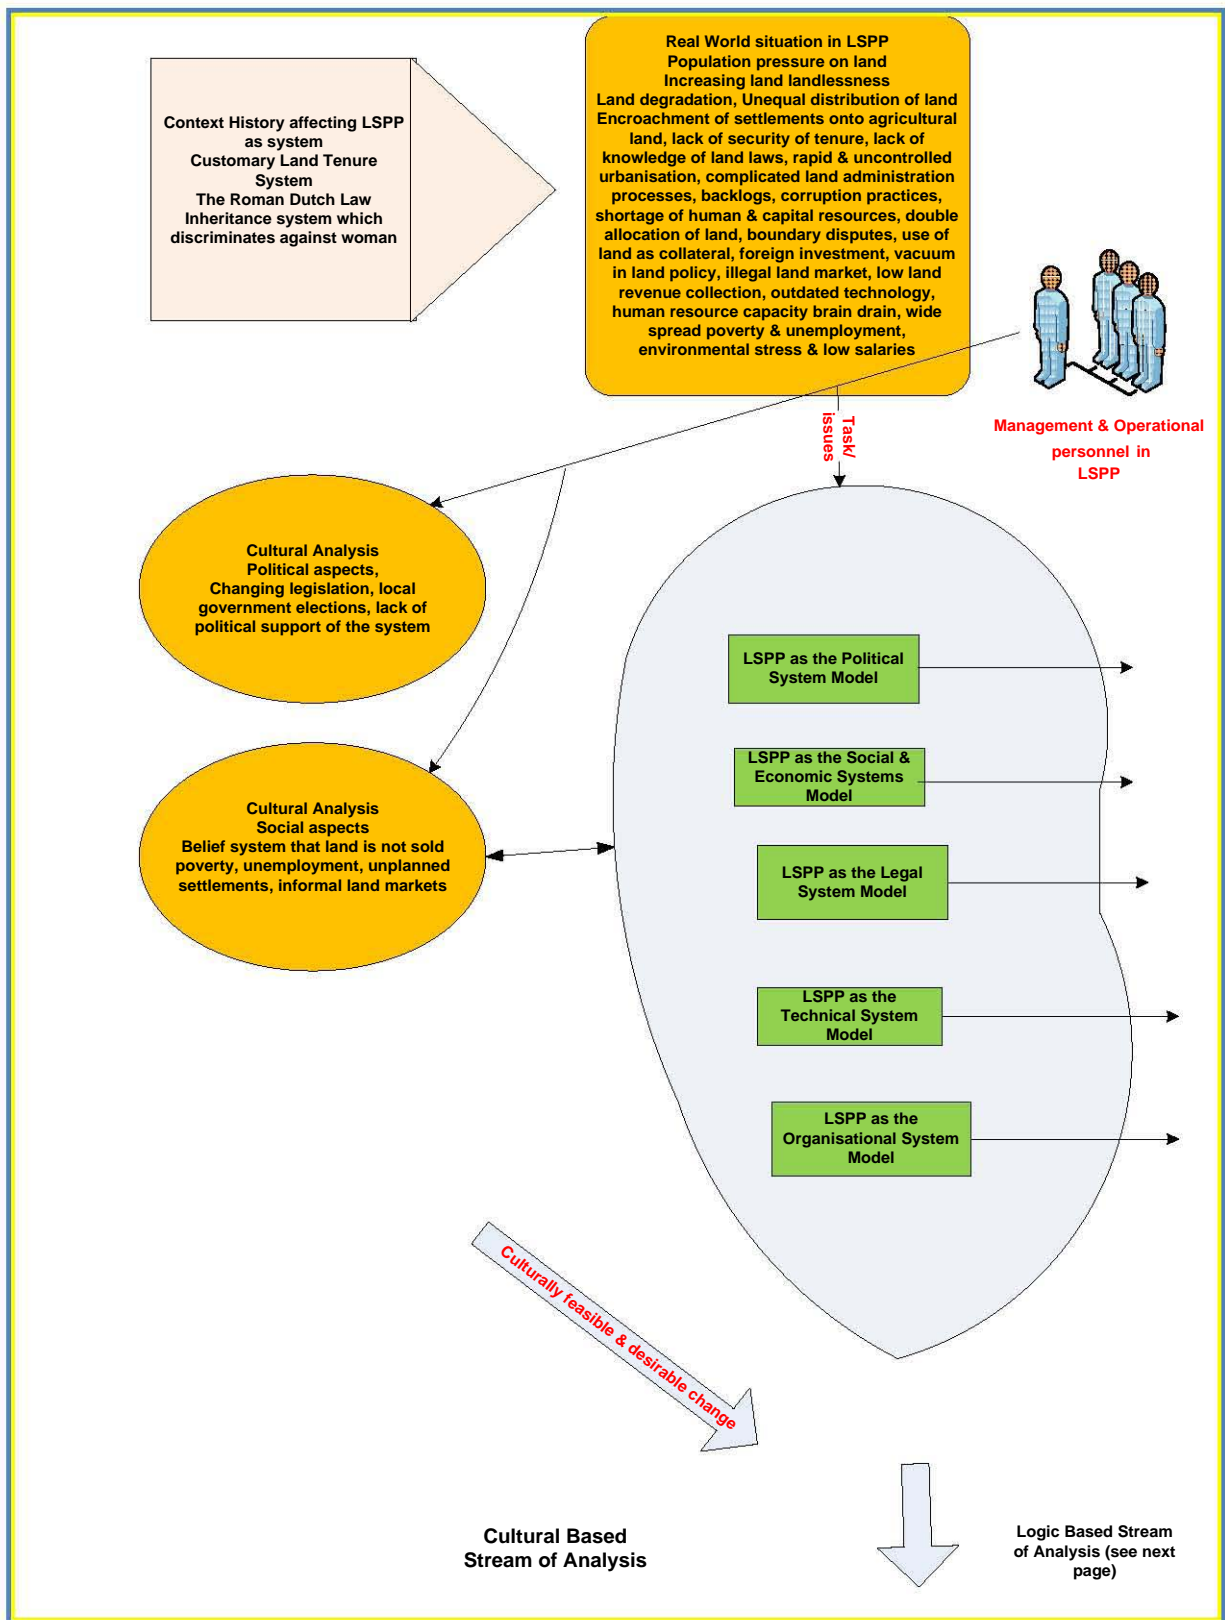 Context History affecting LSPP
as system
Customary Land Tenure
System
The Roman Dutch Law
Inheritance system which
discriminates against woman
Real World situation in LSPP
Population pressure on land
Increasing land landlessness
Land degradation, Unequal distribution of land
Encroachment of settlements onto agricultural
land, lack of security of tenure, lack of
knowledge of land laws, rapid & uncontrolled
urbanisation, complicated land administration
processes, backlogs, corruption practices,
shortage of human & capital resources, double
allocation of land, boundary disputes, use of
land as collateral, foreign investment, vacuum
in land policy, illegal land market, low land
revenue collection, outdated technology,
human resource capacity brain drain, wide
spread poverty & unemployment,
environmental stress & low salaries
Management & Operational
personnel in
LSPP
Task/
issues
Cultural Analysis
Political aspects,
Changing legislation, local
government elections, lack of
political support of the system
Cultural Analysis
Social aspects
Belief system that land is not sold
poverty, unemployment, unplanned
settlements, informal land markets
LSPP as the Political
System Model
LSPP as the Social &
Economic Systems
Model
LSPP as the Legal
System Model
LSPP as the
Technical System
Model
LSPP as the
Organisational System
Model
Culturally feasible & desirable change
Cultural Based
Stream of Analysis
Logic Based Stream
of Analysis (see next
page)